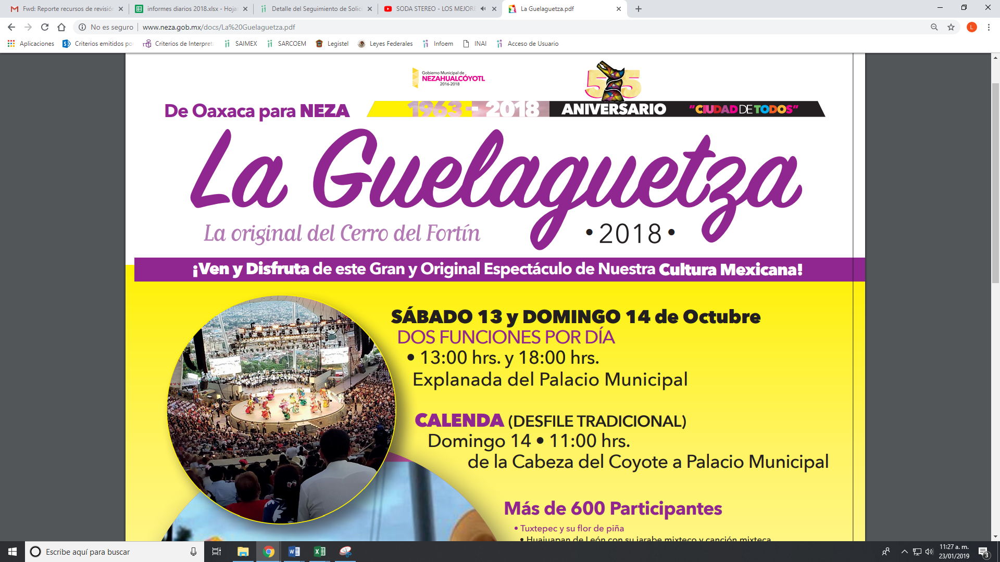 Fwd: Reporte recursos de revisión
informes diarios 2018.xlsx - Hoja
Detalle del Seguimiento de Solici
SODA STEREO - LOS MEJORE
La Guelaguetza.pdf
No es seguro
www.neza.gob.mx/docs/La%20Guelaguetza.pdf
L
Aplicaciones
Criterios emitidos po
Criterios de Interpret
SAIMEX
SARCOEM
Legistel
Leyes Federales
Infoem
INAI
Acceso de Usuario
Gobierno Municipal de
NEZAHUALCÓYOTL
2016-2018
55
De Oaxaca para NEZA
1963 - 2018 ANIVERSARIO "CIUDAD DE TODOS"
La Guelaguetza
La original del Cerro del Fortín
• 2018 •
¡Ven y Disfruta de este Gran y Original Espectáculo de Nuestra Cultura Mexicana!
SÁBADO 13 y DOMINGO 14 de Octubre
DOS FUNCIONES POR DÍA
• 13:00 hrs. y 18:00 hrs.
Explanada del Palacio Municipal
CALENDA (DESFILE TRADICIONAL)
Domingo 14 • 11:00 hrs.
de la Cabeza del Coyote a Palacio Municipal
Más de 600 Participantes
• Tuxtepec y su flor de piña
• Huajuapan de León con su jarabe mixteco y canción mixteca
Escribe aquí para buscar
11:27 a. m.
23/01/2019
3